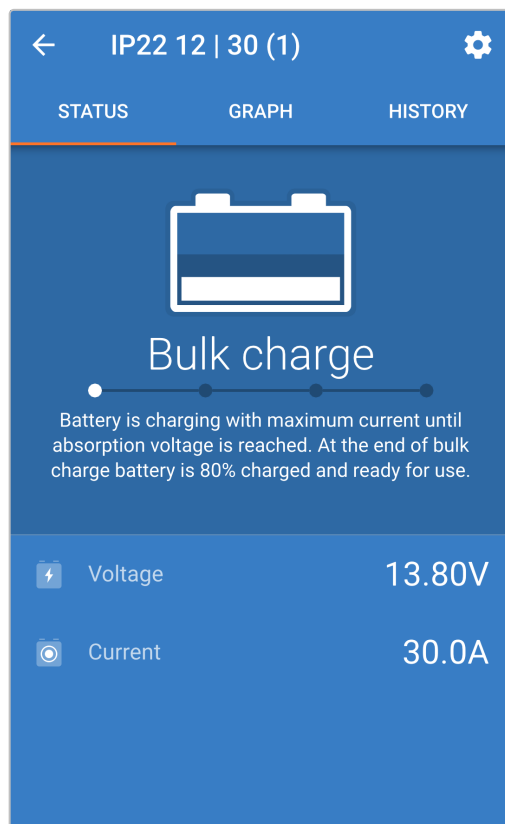 IP22 12 | 30 (1)
STATUS GRAPH HISTORY
Bulk charge
Battery is charging with maximum current until
absorption voltage is reached. At the end of bulk
charge battery is 80% charged and ready for use.
Voltage 13.80V
Current 30.0A